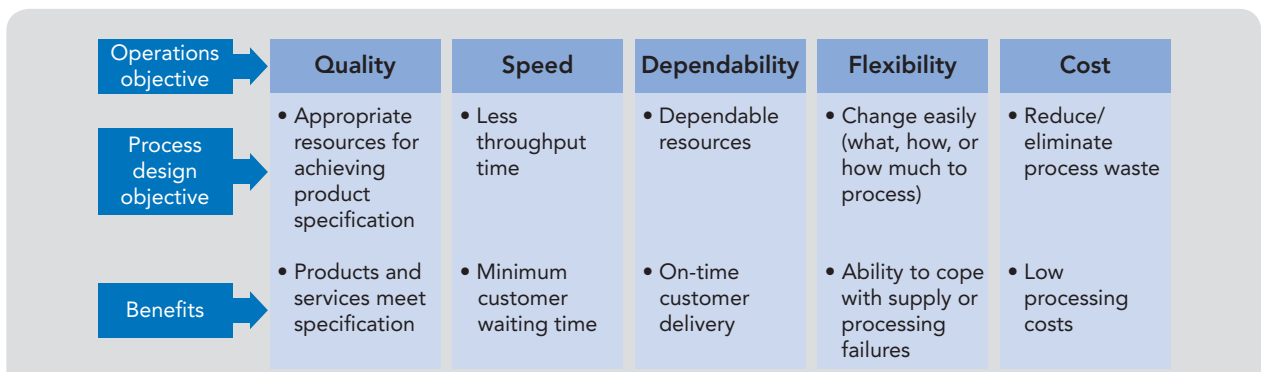 Operations
objective
Quality
Speed
Dependability
Flexibility
Cost
Process
design
objective
• Appropriate
resources for
achieving
product
specification
• Less
throughput
time
• Dependable
resources
• Change easily
(what, how, or
how much to
process)
• Reduce/
eliminate
process waste
Benefits
• Products and
services meet
specification
• Minimum
customer
waiting time
• On-time
customer
delivery
• Ability to cope
with supply or
processing
failures
• Low
processing
costs